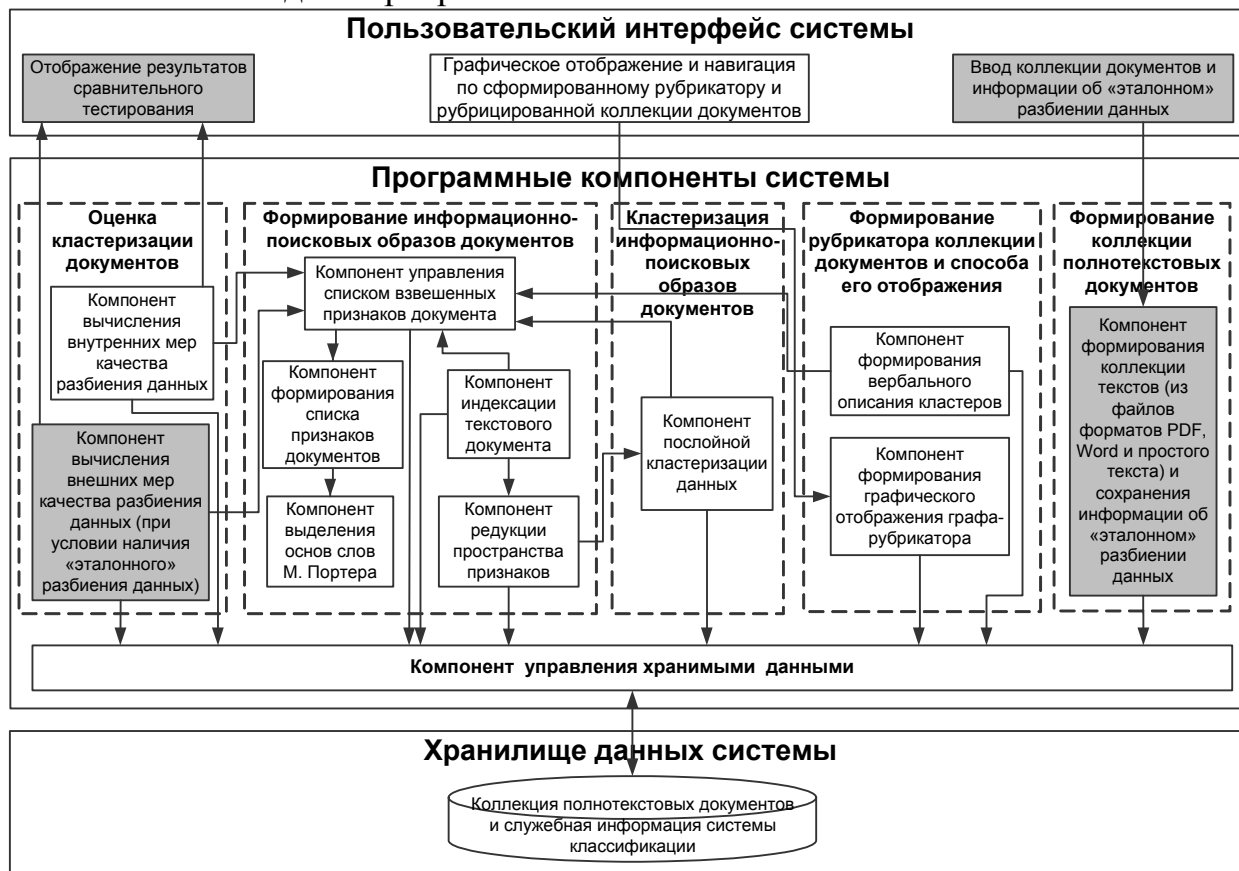 Пользовательский интерфейс системы
Отображение результатов
сравнительного
тестирования
Графическое отображение и навигация
по сформированному рубрикатору и
рубрицированной коллекции документов
Ввод коллекции документов и
информации об «эталонном»
разбиении данных
Программные компоненты системы
Оценка
кластеризации
документов
Компонент
вычисления
внутренних мер
качества
разбиения данных
Компонент
вычисления
внешних мер
качества разбиения
данных (при
условии наличия
«эталонного»
разбиения данных)
Формирование информационно-
поисковых образов документов
Компонент управления
списком взвешенных
признаков документа
Компонент
формирования
списка
признаков
документов
Компонент
индексации
текстового
документа
Компонент
выделения
основ слов
М. Портера
Компонент
редукции
пространства
признаков
Кластеризация
информационно-
поисковых
образов
документов
Компонент
послойной
кластеризации
данных
Формирование
рубрикатора коллекции
документов и способа
его отображения
Компонент
формирования
вербального
описания кластеров
Компонент
формирования
графического
отображения графа-
рубрикатора
Формирование
коллекции
полнотекстовых
документов
Компонент
формирования
коллекции
текстов (из
файлов
форматов PDF,
Word и простого
текста) и
сохранения
информации об
«эталонном»
разбиении
данных
Компонент управления хранимыми данными
Хранилище данных системы
Коллекция полнотекстовых документов
и служебная информация системы
классификации